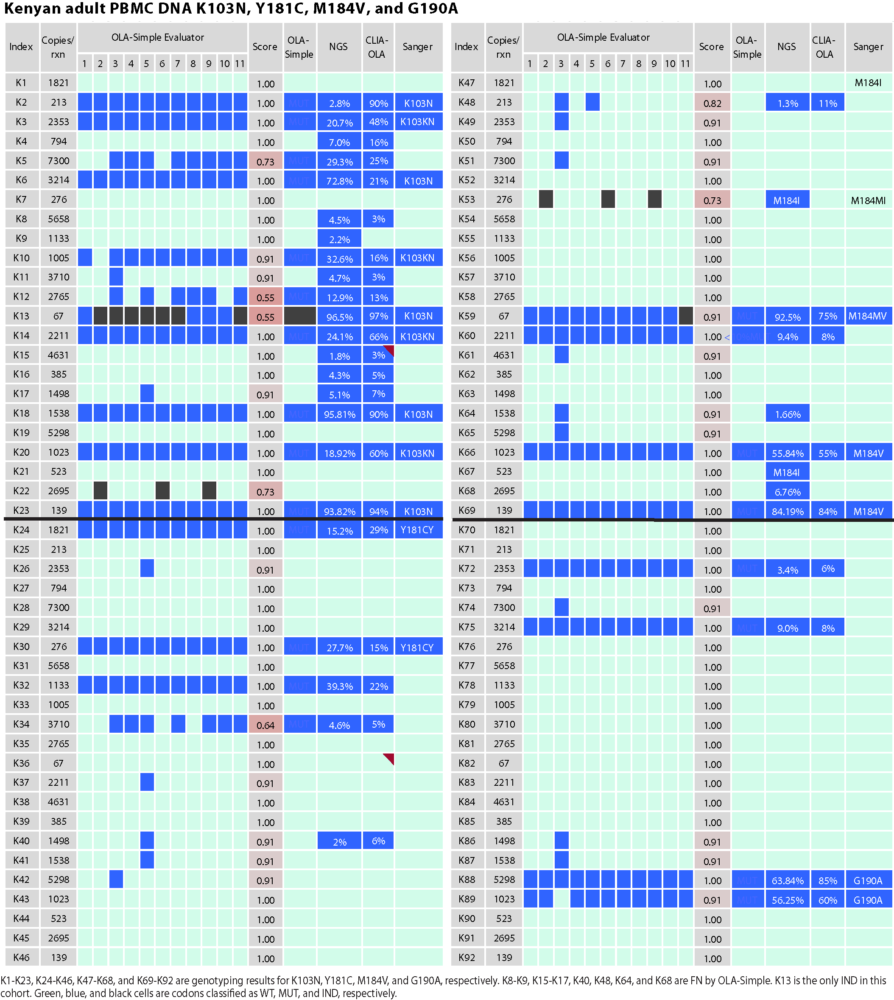 Kenyan adult PBMC DNA K103N, Y181C, M184V, and G190A
Index Copies/rxn OLA-Simple Evaluator Score OLA-Simple NGS CLIA-OLA Sanger
1 2 3 4 5 6 7 8 9 10 11
K1 1821 1.00
K2 213 1.00 MUT 2.8% 90% K103N
K3 2353 1.00 MUT 20.7% 48% K103KN
K4 794 1.00 7.0% 16%
K5 7300 0.73 MUT 29.3% 25%
K6 3214 1.00 MUT 72.8% 21% K103N
K7 276 1.00
K8 5658 1.00 4.5% 3%
K9 1133 1.00 2.2%
K10 1005 0.91 MUT 32.6% 16% K103KN
K11 3710 0.91 4.7% 3%
K12 2765 0.55 MUT 12.9% 13%
K13 67 0.55 96.5% 97% K103N
K14 2211 1.00 MUT 24.1% 66% K103KN
K15 4631 1.00 1.8% 3%
K16 385 1.00 4.3% 5%
K17 1498 0.91 5.1% 7%
K18 1538 1.00 MUT 95.81% 90% K103N
K19 5298 1.00
K20 1023 1.00 MUT 18.92% 60% K103KN
K21 523 1.00
K22 2695 0.73
K23 139 1.00 MUT 93.82% 94% K103N
K24 1821 1.00 MUT 15.2% 29% Y181CY
K25 213 1.00
K26 2353 0.91
K27 794 1.00
K28 7300 1.00
K29 3214 1.00
K30 276 1.00 MUT 27.7% 15% Y181CY
K31 5658 1.00
K32 1133 1.00 MUT 39.3% 22%
K33 1005 1.00
K34 3710 0.64 MUT 4.6% 5%
K35 2765 1.00
K36 67 1.00
K37 2211 0.91
K38 4631 1.00
K39 385 1.00
K40 1498 0.91 2% 6%
K41 1538 0.91
K42 5298 0.91
K43 1023 1.00
K44 523 1.00
K45 2695 1.00
K46 139 1.00
Index Copies/rxn OLA-Simple Evaluator Score OLA-Simple NGS CLIA-OLA Sanger
1 2 3 4 5 6 7 8 9 10 11
K47 1821 1.00 M184I
K48 213 0.82 1.3% 11%
K49 2353 0.91
K50 794 1.00
K51 7300 0.91
K52 3214 1.00
K53 276 0.73 M184I M184MI
K54 5658 1.00
K55 1133 1.00
K56 1005 1.00
K57 3710 1.00
K58 2765 1.00
K59 67 0.91 MUT 92.5% 75% M184MV
K60 2211 1.00 <10%MUT 9.4% 8%
K61 4631 0.91
K62 385 1.00
K63 1498 1.00
K64 1538 0.91 1.66%
K65 5298 0.91
K66 1023 1.00 MUT 55.84% 55% M184V
K67 523 1.00 M184I
K68 2695 1.00 6.76%
K69 139 1.00 MUT 84.19% 84% M184V
K70 1821 1.00
K71 213 1.00
K72 2353 1.00 MUT 3.4% 6%
K73 794 1.00
K74 7300 0.91
K75 3214 1.00 MUT 9.0% 8%
K76 276 1.00
K77 5658 1.00
K78 1133 1.00
K79 1005 1.00
K80 3710 1.00
K81 2765 1.00
K82 67 1.00
K83 2211 1.00
K84 4631 1.00
K85 385 1.00
K86 1498 0.91
K87 1538 0.91
K88 5298 1.00 MUT 63.84% 85% G190A
K89 1023 0.91 MUT 56.25% 60% G190A
K90 523 1.00
K91 2695 1.00
K92 139 1.00
K1-K23, K24-K46, K47-K68, and K69-K92 are genotyping results for K103N, Y181C, M184V, and G190A, respectively. K8-K9, K15-K17, K40, K48, K64, and K68 are FN by OLA-Simple. K13 is the only IND in this
cohort. Green, blue, and black cells are codons classified as WT, MUT, and IND, respectively.